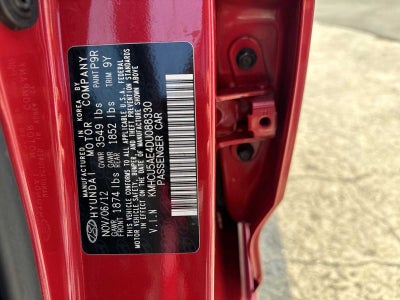 MANUFACTURED IN KOREA BY
HYUNDAI MOTOR COMPANY
NOV/06/12 GVWR 3549 lbs PAINT P9R
GAWR FRONT 1874 lbs GAWR REAR 1852 lbs TRIM 9Y
THIS VEHICLE CONFORMS TO ALL APPLICABLE U.S.A. FEDERAL
MOTOR VEHICLE SAFETY, BUMPER, AND THEFT PREVENTION STANDARDS
IN EFFECT ON THE DATE OF MANUFACTURE SHOWN ABOVE
V.I.N KMHCU5AE4DU088330
PASSENGER CAR